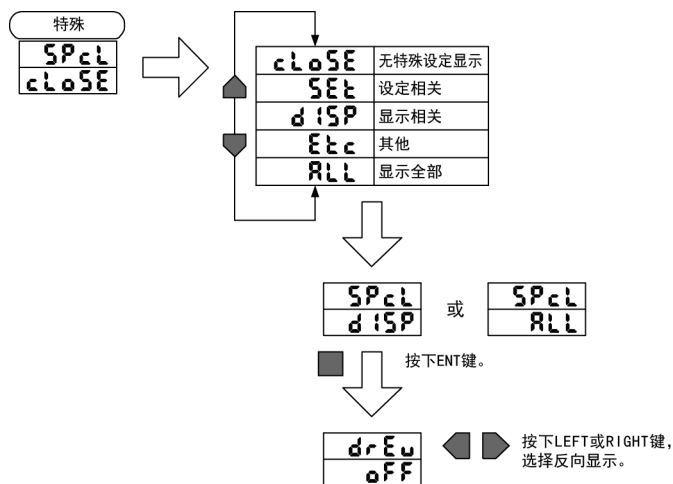 特殊
SPcL
cLoSE
cLoSE 无特殊设定显示
SEt 设定相关
dISP 显示相关
Etc 其他
ALL 显示全部
SPcL
dISP
或
SPcL
ALL
按下ENT键。
drEv
oFF
按下LEFT或RIGHT键,
选择反向显示。